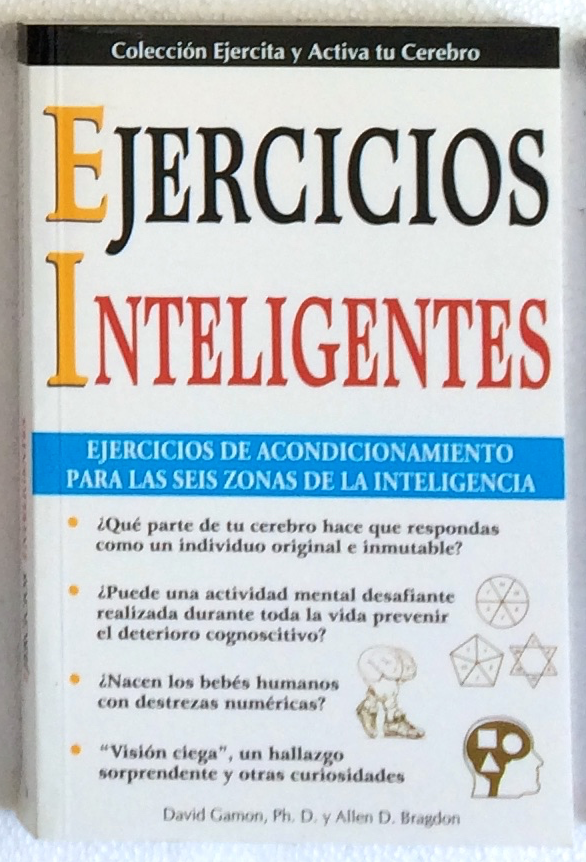 Colección Ejercita y Activa tu Cerebro
EJERCICIOS
INTELIGENTES
EJERCICIOS DE ACONDICIONAMIENTO
PARA LAS SEIS ZONAS DE LA INTELIGENCIA
• ¿Qué parte de tu cerebro hace que respondas
como un individuo original e inmutable?
• ¿Puede una actividad mental desafiante
realizada durante toda la vida prevenir
el deterioro cognoscitivo?
• ¿Nacen los bebés humanos
con destrezas numéricas?
• “Visión ciega”, un hallazgo
sorprendente y otras curiosidades
David Gamon, Ph. D. y Allen D. Bragdon